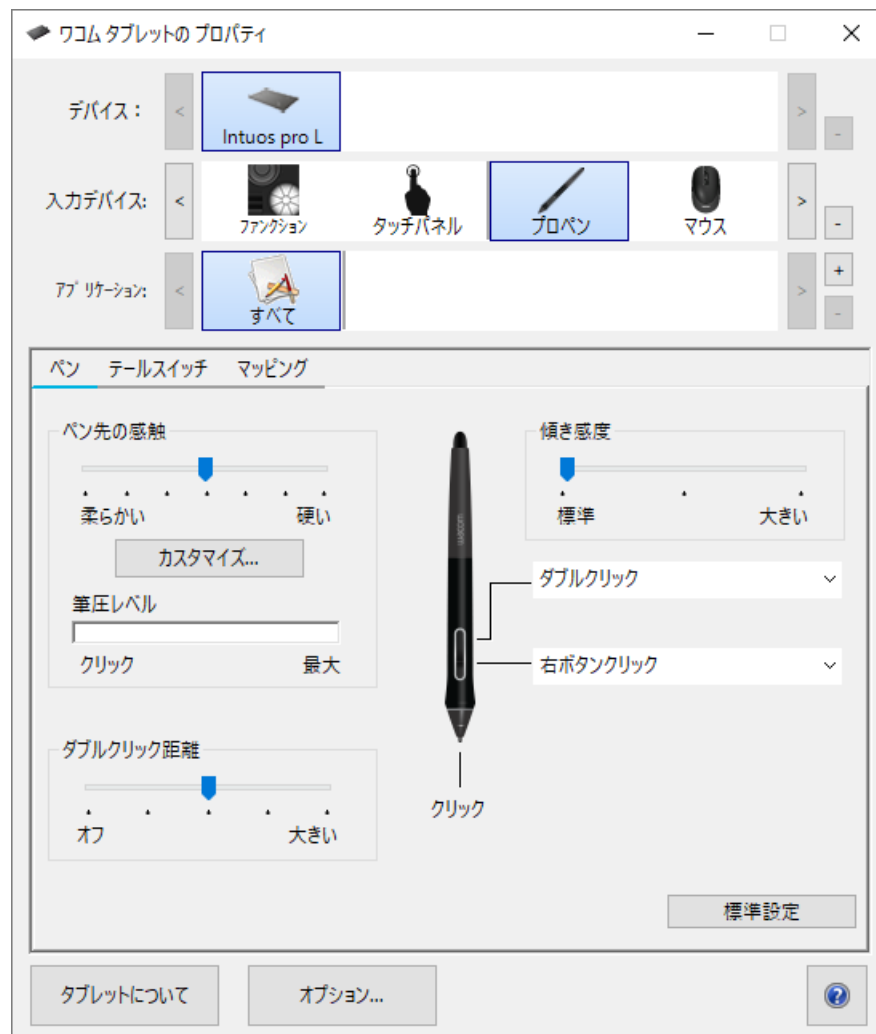 ワコム タブレットの プロパティ
デバイス：
<
Intuos pro L
>
-
入力デバイス:
<
ファンクション
タッチパネル
プロペン
マウス
>
-
アプリケーション:
<
すべて
>
+
-
ペン テールスイッチ マッピング
ペン先の感触
柔らかい 硬い
カスタマイズ...
筆圧レベル
クリック 最大
ダブルクリック距離
オフ 大きい
wacom
クリック
傾き感度
標準 大きい
ダブルクリック
右ボタンクリック
標準設定
タブレットについて
オプション...
?